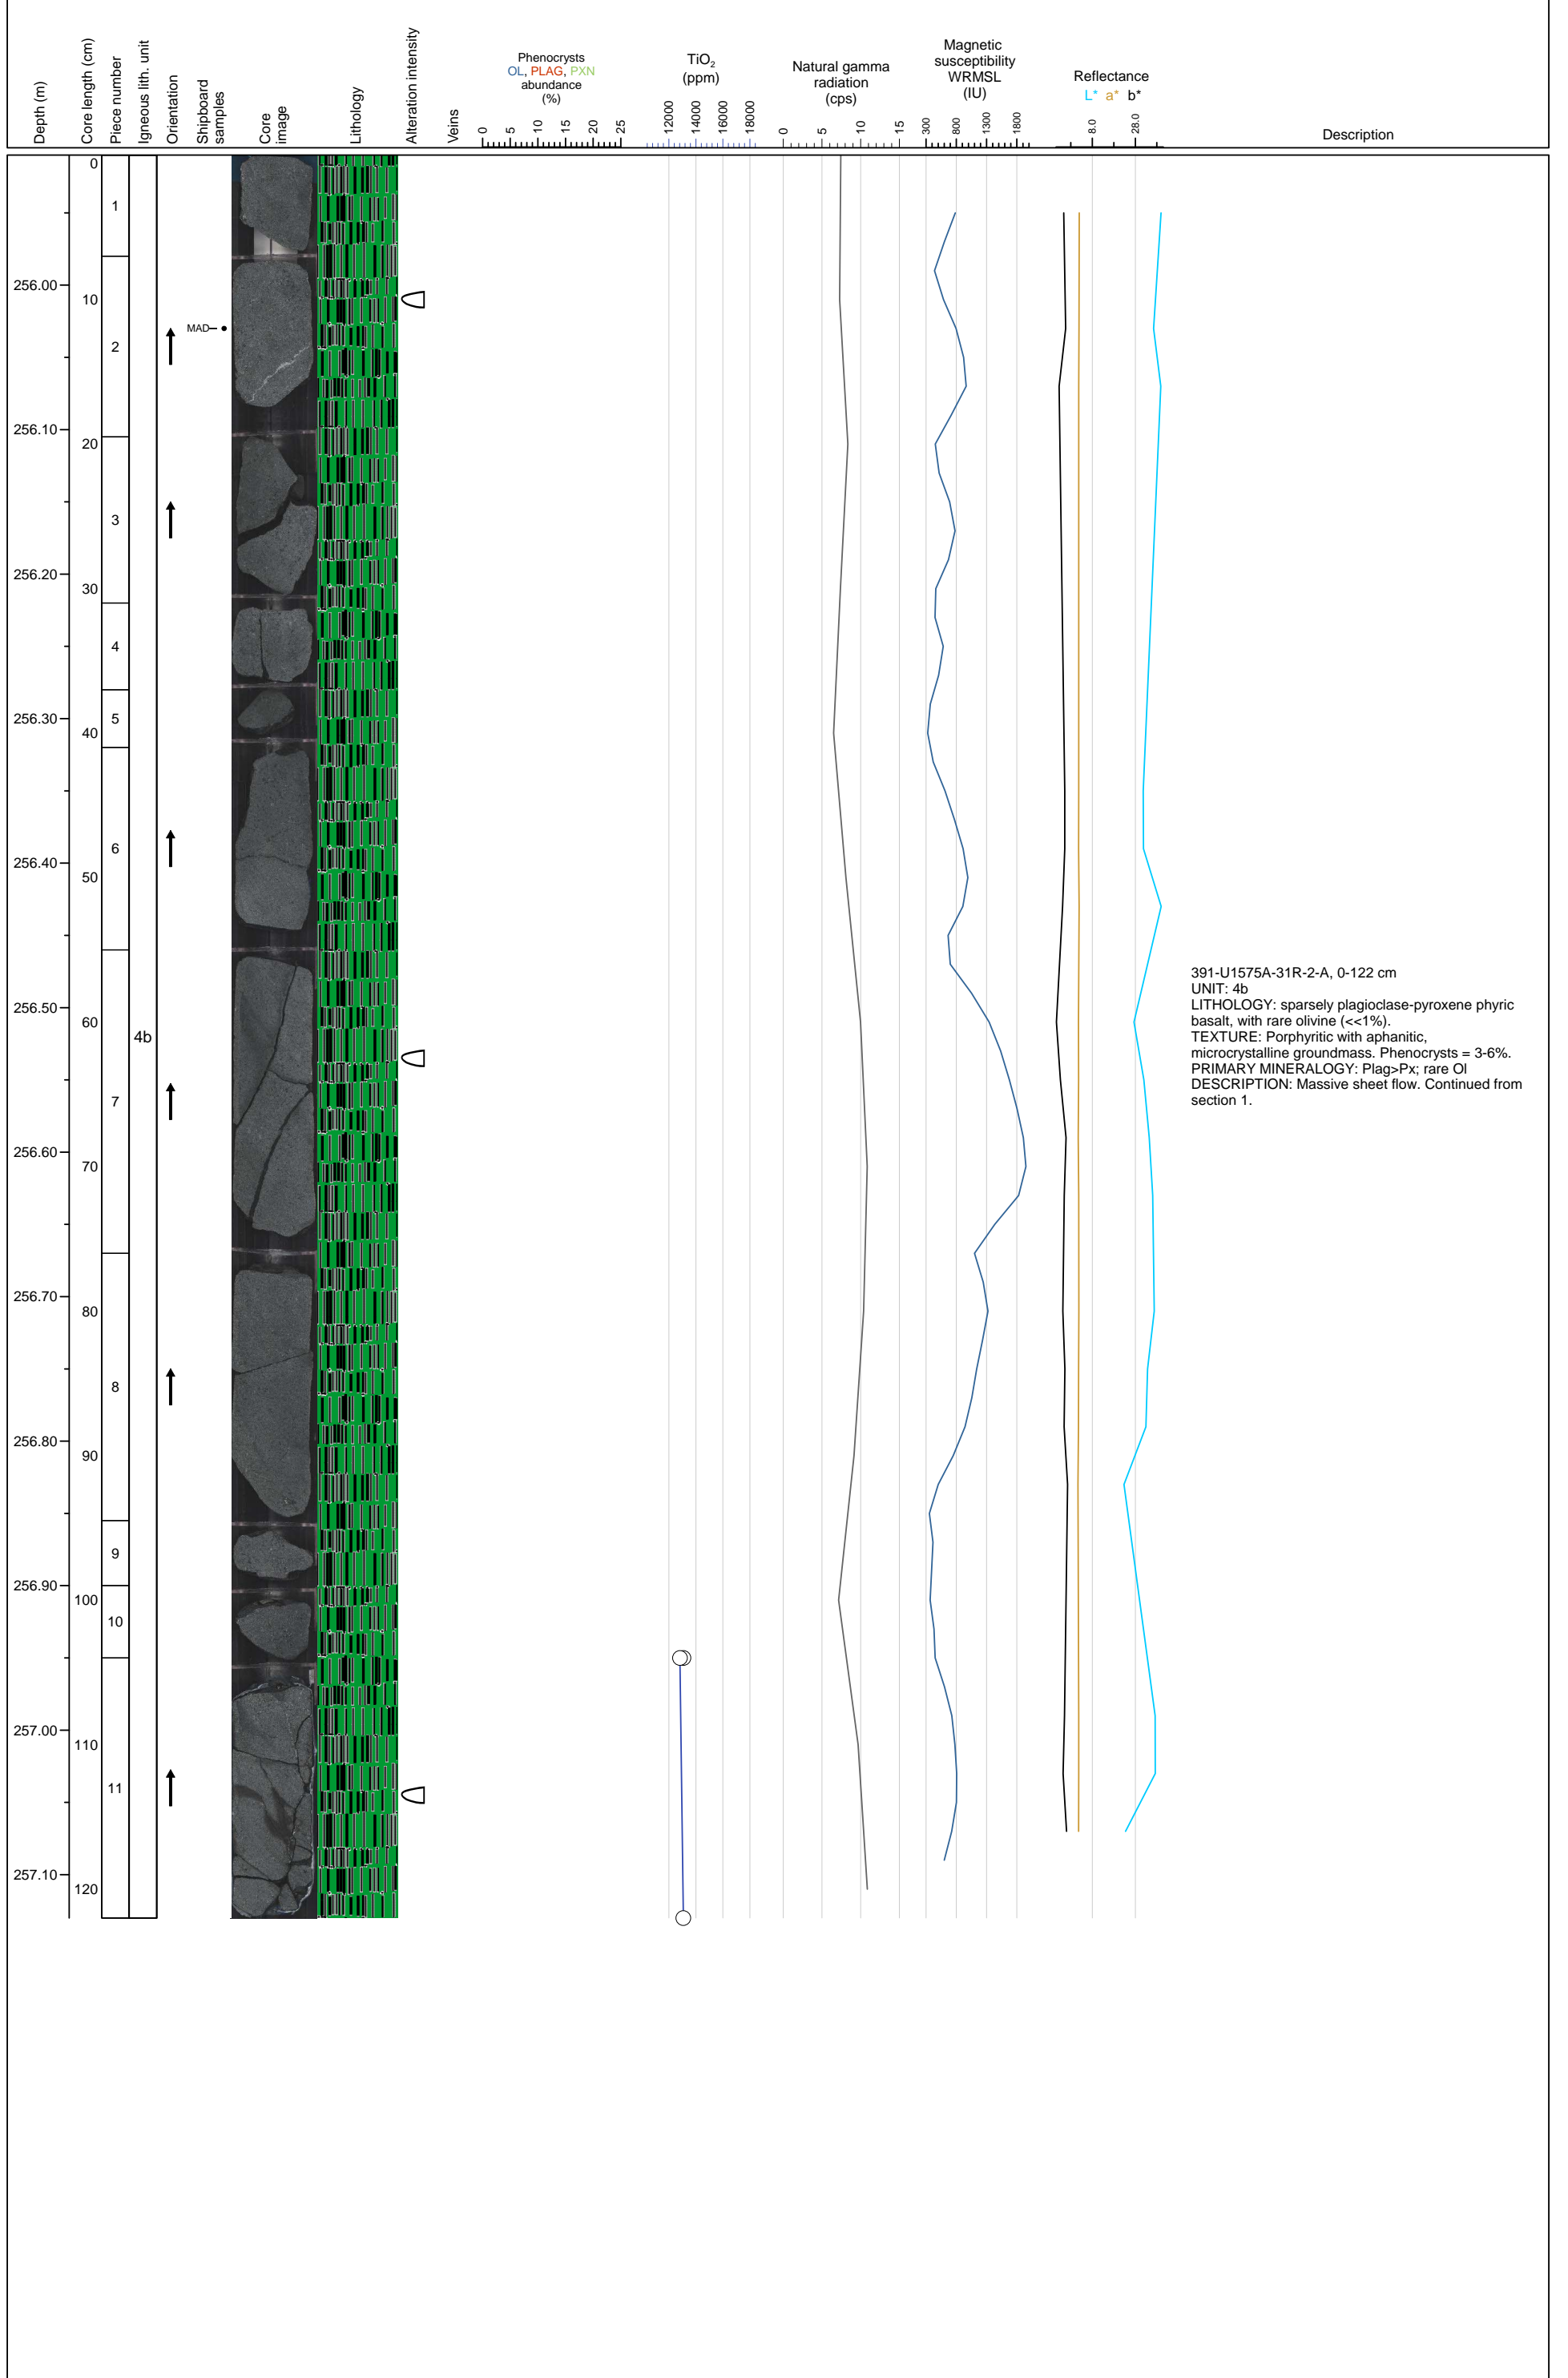 Depth (m)
Core length (cm)
Piece number
Igneous lith. unit
Orientation
Shipboard
samples
Core
image
Lithology
Alteration intensity
Veins
Phenocrysts
OL, PLAG, PXN
abundance
(%)
0 5 10 15 20 25
TiO2
(ppm)
12000 14000 16000 18000
Natural gamma
radiation
(cps)
0 5 10 15
Magnetic
susceptibility
WRMSL
(IU)
300 800 1300 1800
Reflectance
L* a* b*
8.0 28.0
Description
0
1
256.00
10
MAD
2
256.10
20
3
256.20
30
4
256.30
5
40
6
256.40
50
256.50
60
4b
7
256.60
70
256.70
80
8
256.80
90
9
256.90
100
10
257.00
110
11
257.10
120
391-U1575A-31R-2-A, 0-122 cm
UNIT: 4b
LITHOLOGY: sparsely plagioclase-pyroxene phyric
basalt, with rare olivine (<<1%).
TEXTURE: Porphyritic with aphanitic,
microcrystalline groundmass. Phenocrysts = 3-6%.
PRIMARY MINERALOGY: Plag>Px; rare Ol
DESCRIPTION: Massive sheet flow. Continued from
section 1.